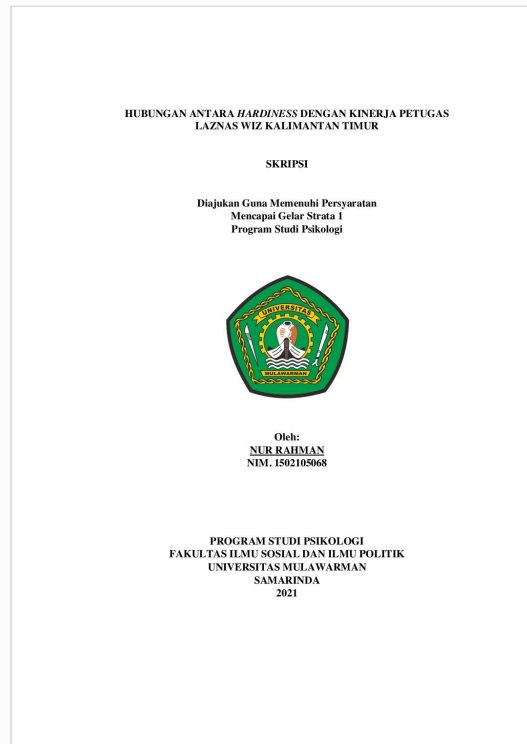 HUBUNGAN ANTARA HARDINESS DENGAN KINERJA PETUGAS
LAZNAS WIZ KALIMANTAN TIMUR
SKRIPSI
Diajukan Guna Memenuhi Persyaratan
Mencapai Gelar Strata 1
Program Studi Psikologi
UNIVERSITAS
MULAWARMAN
Oleh:
NUR RAHMAN
NIM. 1502105068
PROGRAM STUDI PSIKOLOGI
FAKULTAS ILMU SOSIAL DAN ILMU POLITIK
UNIVERSITAS MULAWARMAN
SAMARINDA
2021